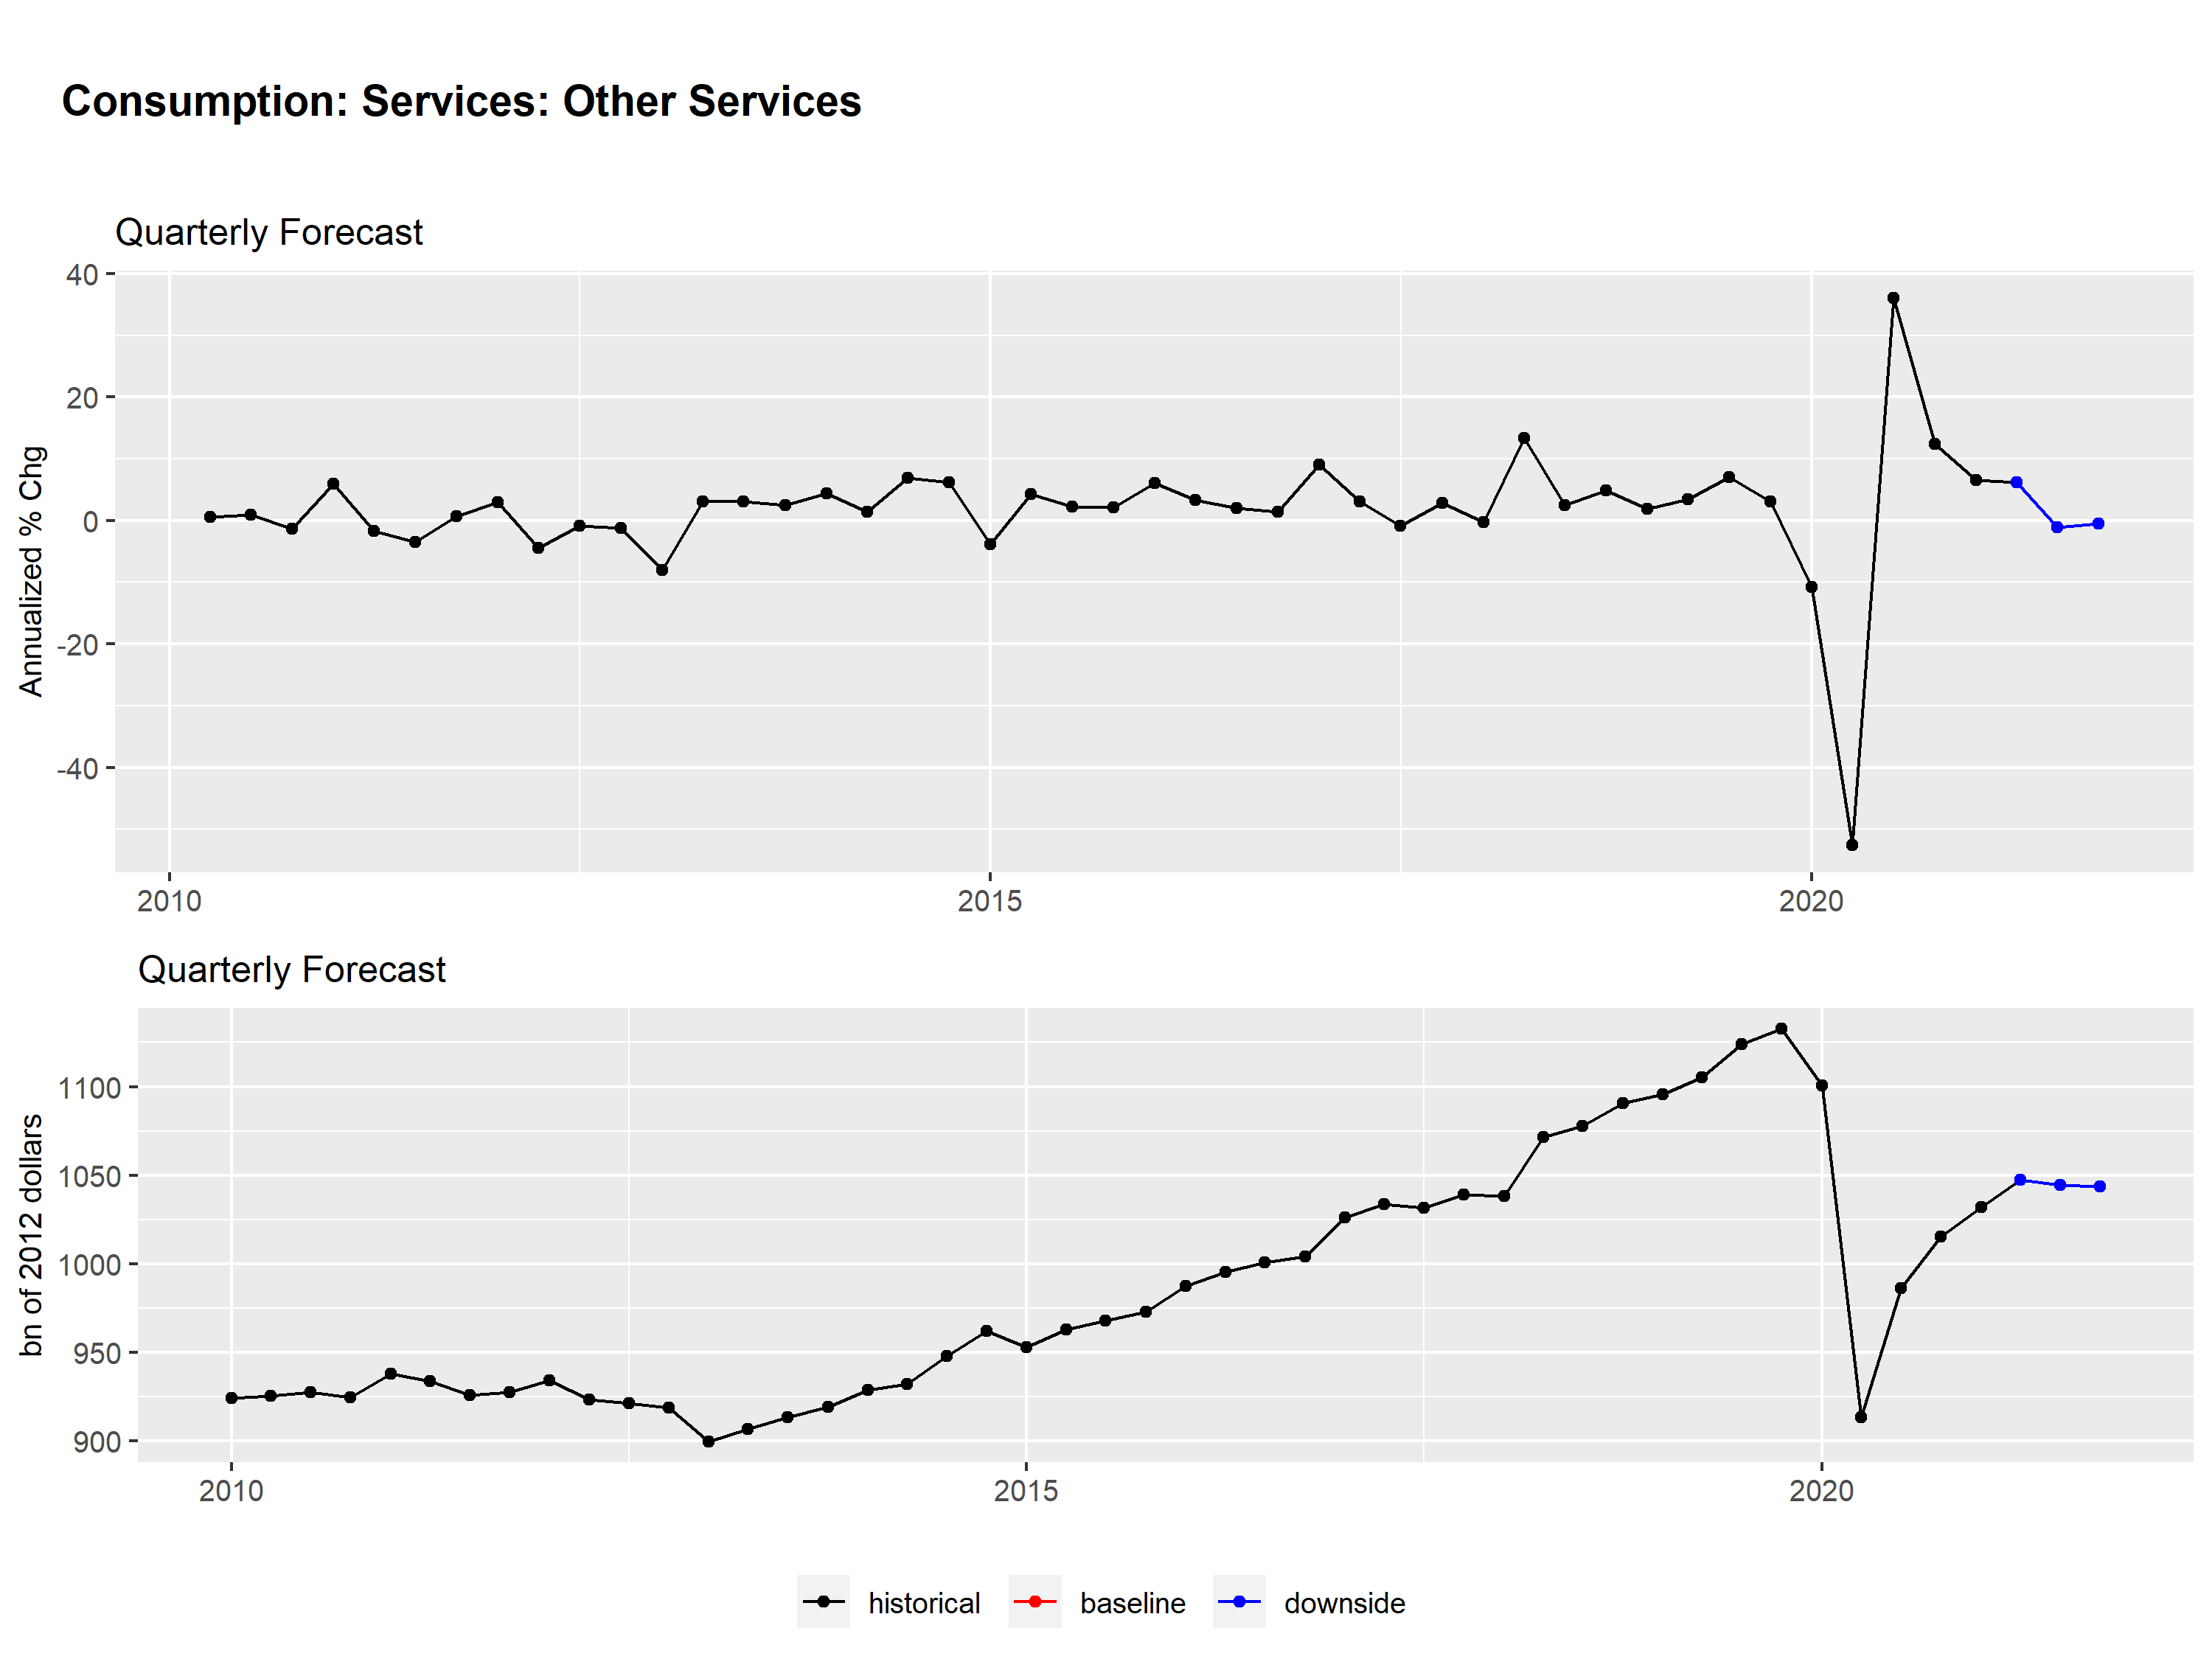 Consumption: Services: Other Services
Quarterly Forecast
Annualized % Chg
40
20
0
-20
-40
2010 2015 2020
Quarterly Forecast
bn of 2012 dollars
1100
1050
1000
950
900
2010 2015 2020
historical baseline downside